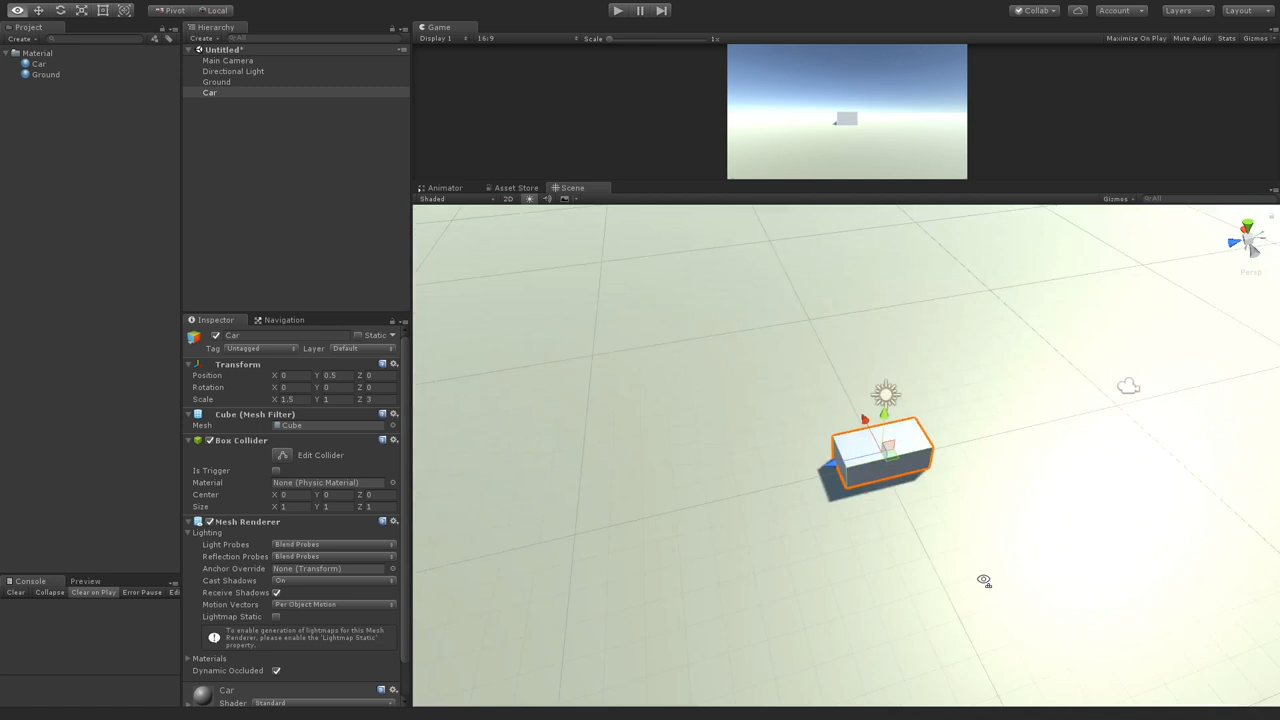 Pivot Local Collab Account Layers Layout
Project
Create
Material
Car
Ground
Hierarchy
Create All
Untitled*
Main Camera
Directional Light
Ground
Car
Game
Display 1 16:9 Scale 1x Maximize On Play Mute Audio Stats Gizmos
Animator Asset Store Scene
Shaded 2D Gizmos All
Persp
Inspector Navigation
Car Static
Tag Untagged Layer Default
Transform
Position X 0 Y 0.5 Z 0
Rotation X 0 Y 0 Z 0
Scale X 1.5 Y 1 Z 3
Cube (Mesh Filter)
Mesh Cube
Box Collider
Edit Collider
Is Trigger
Material None (Physic Material)
Center X 0 Y 0 Z 0
Size X 1 Y 1 Z 1
Mesh Renderer
Lighting
Light Probes Blend Probes
Reflection Probes Blend Probes
Anchor Override None (Transform)
Cast Shadows On
Receive Shadows
Motion Vectors Per Object Motion
Lightmap Static
To enable generation of lightmaps for this Mesh
Renderer, please enable the 'Lightmap Static'
property.
Materials
Dynamic Occluded
Car
Shader Standard
Console Preview
Clear Collapse Clear on Play Error Pause Edi